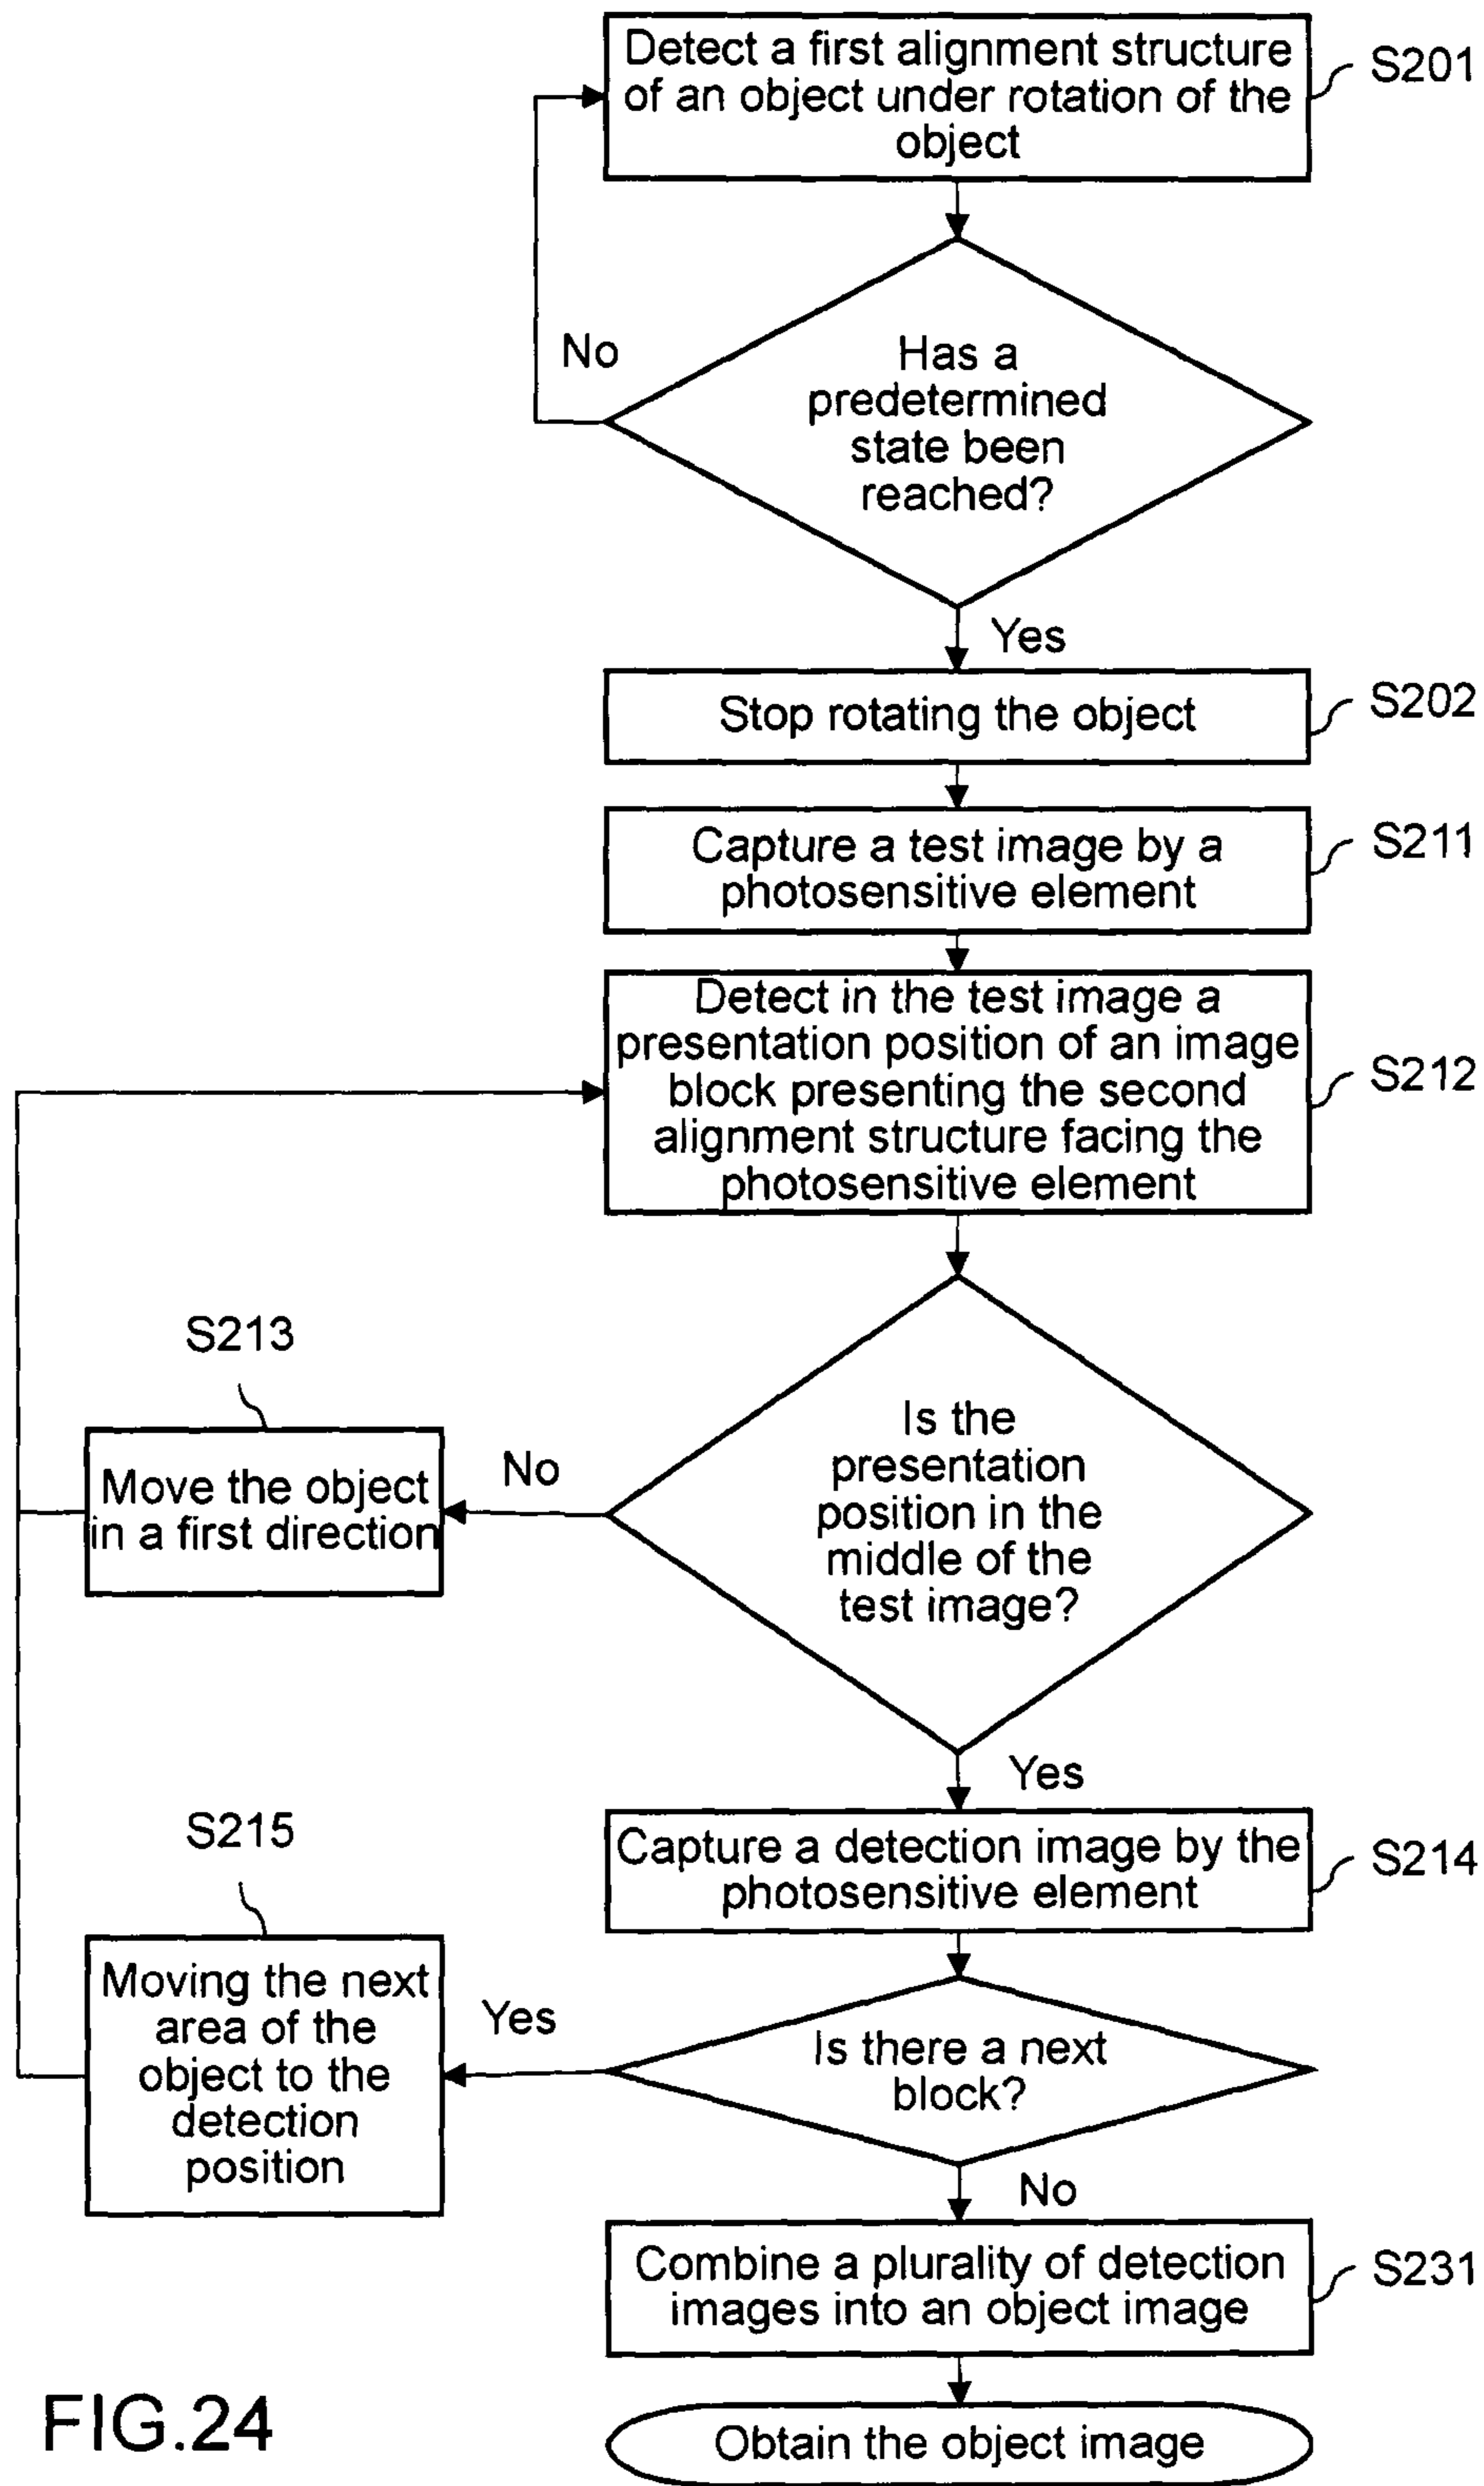 Detect a first alignment structure
of an object under rotation of the
object
S201
No
Has a
predetermined
state been
reached?
Yes
Stop rotating the object
S202
Capture a test image by a
photosensitive element
S211
Detect in the test image a
presentation position of an image
block presenting the second
alignment structure facing the
photosensitive element
S212
S213
Move the object
in a first direction
No
Is the
presentation
position in the
middle of the
test image?
Yes
Capture a detection image by the
photosensitive element
S214
S215
Moving the next
area of the
object to the
detection
position
Yes
Is there a next
block?
No
Combine a plurality of detection
images into an object image
S231
Obtain the object image
FIG.24